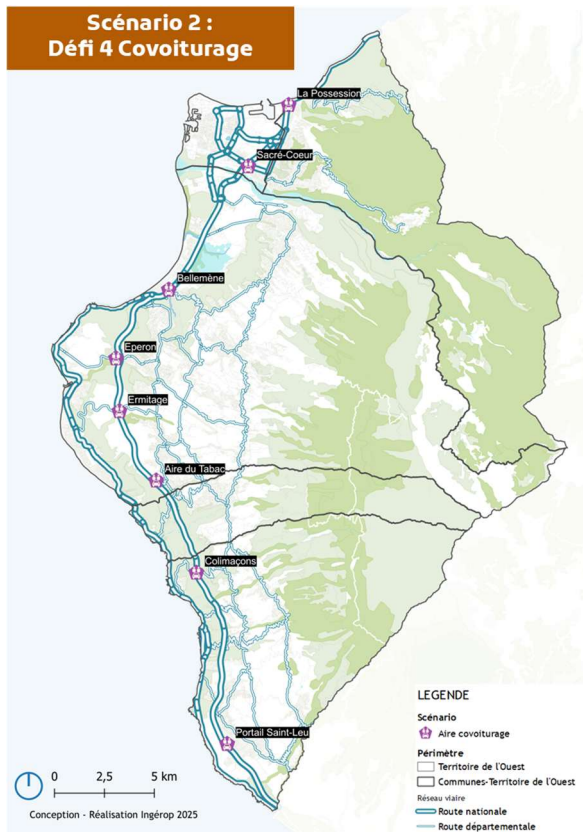 Scénario 2 :
Défi 4 Covoiturage
La Possession
Sacré-Coeur
Bellemène
Eperon
Ermitage
Aire du Tabac
Colimaçons
Portail Saint-Leu
LEGENDE
Scénario
Aire covoiturage
Périmètre
Territoire de l'Ouest
Communes-Territoire de l'Ouest
Réseau viaire
Route nationale
Route départementale
0 2,5 5 km
Conception - Réalisation Ingérop 2025